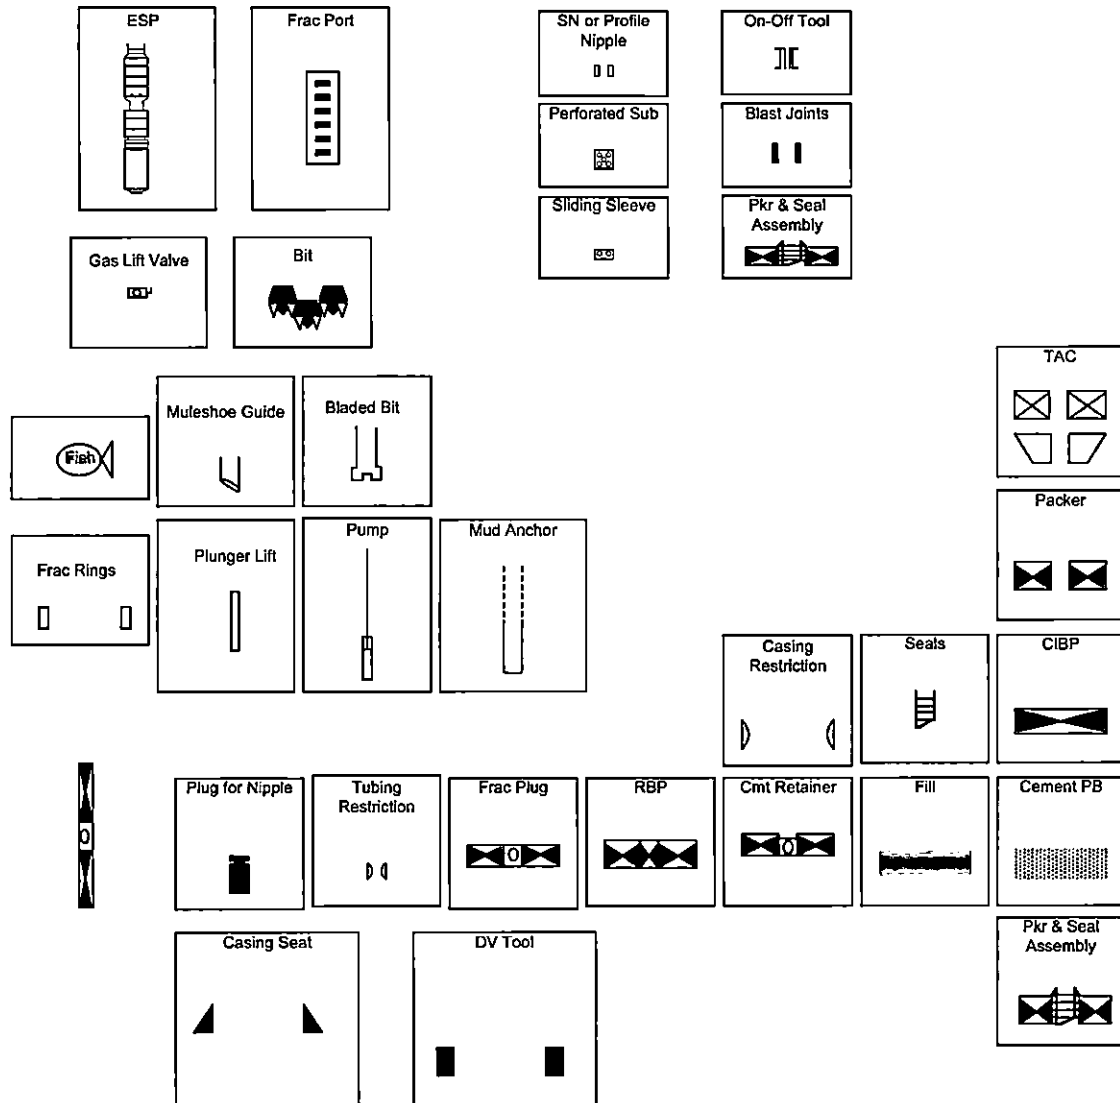 ESP
Frac Port
SN or Profile
Nipple
On-Off Tool
Perforated Sub
Blast Joints
Sliding Sleeve
Pkr & Seal
Assembly
Gas Lift Valve
Bit
TAC
Muleshoe Guide
Bladed Bit
Fish
Packer
Frac Rings
Plunger Lift
Pump
Mud Anchor
Casing
Restriction
Seals
CIBP
Plug for Nipple
Tubing
Restriction
Frac Plug
RBP
Cmt Retainer
Fill
Cement PB
Casing Seat
DV Tool
Pkr & Seal
Assembly